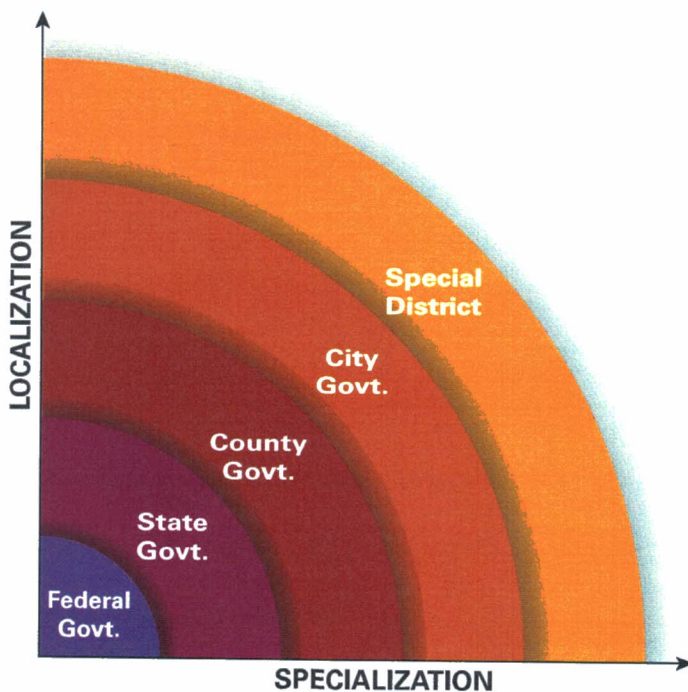 LOCALIZATION
Special
District
City
Govt.
County
Govt.
State
Govt.
Federal
Govt.
SPECIALIZATION